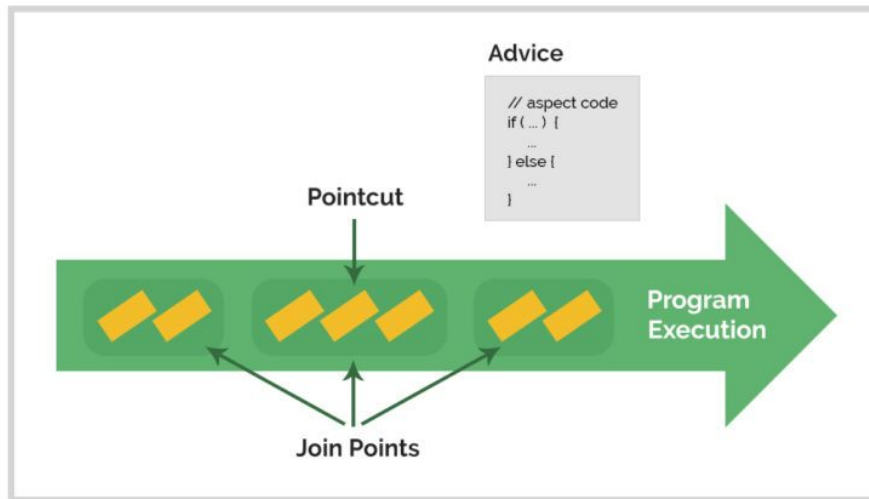 Advice
// aspect code
if ( ... ) {
...
} else {
...
}
Pointcut
Program
Execution
Join Points